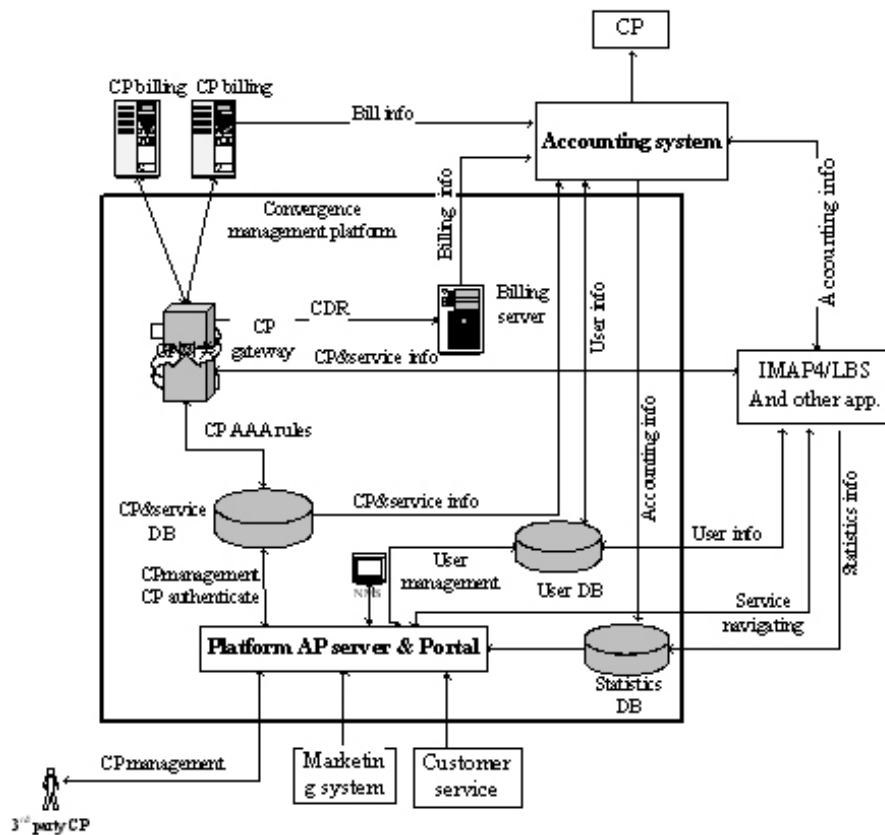 CP
CP billing
CP billing
Bill info
Accounting system
Convergence
management platform
Billing info
Accounting info
User info
CDR
CP
gateway
Billing
server
CP&service info
IMAP4/LBS
And other app.
CP AAA rules
Accounting info
CP&service
DB
CP&service info
Statistics info
User info
CPmanagement
CP authenticate
NMS
User
management
User DB
Service
navigating
Platform AP server & Portal
Statistics
DB
CPmanagement
Marketin
g system
Customer
service
3rd party CP